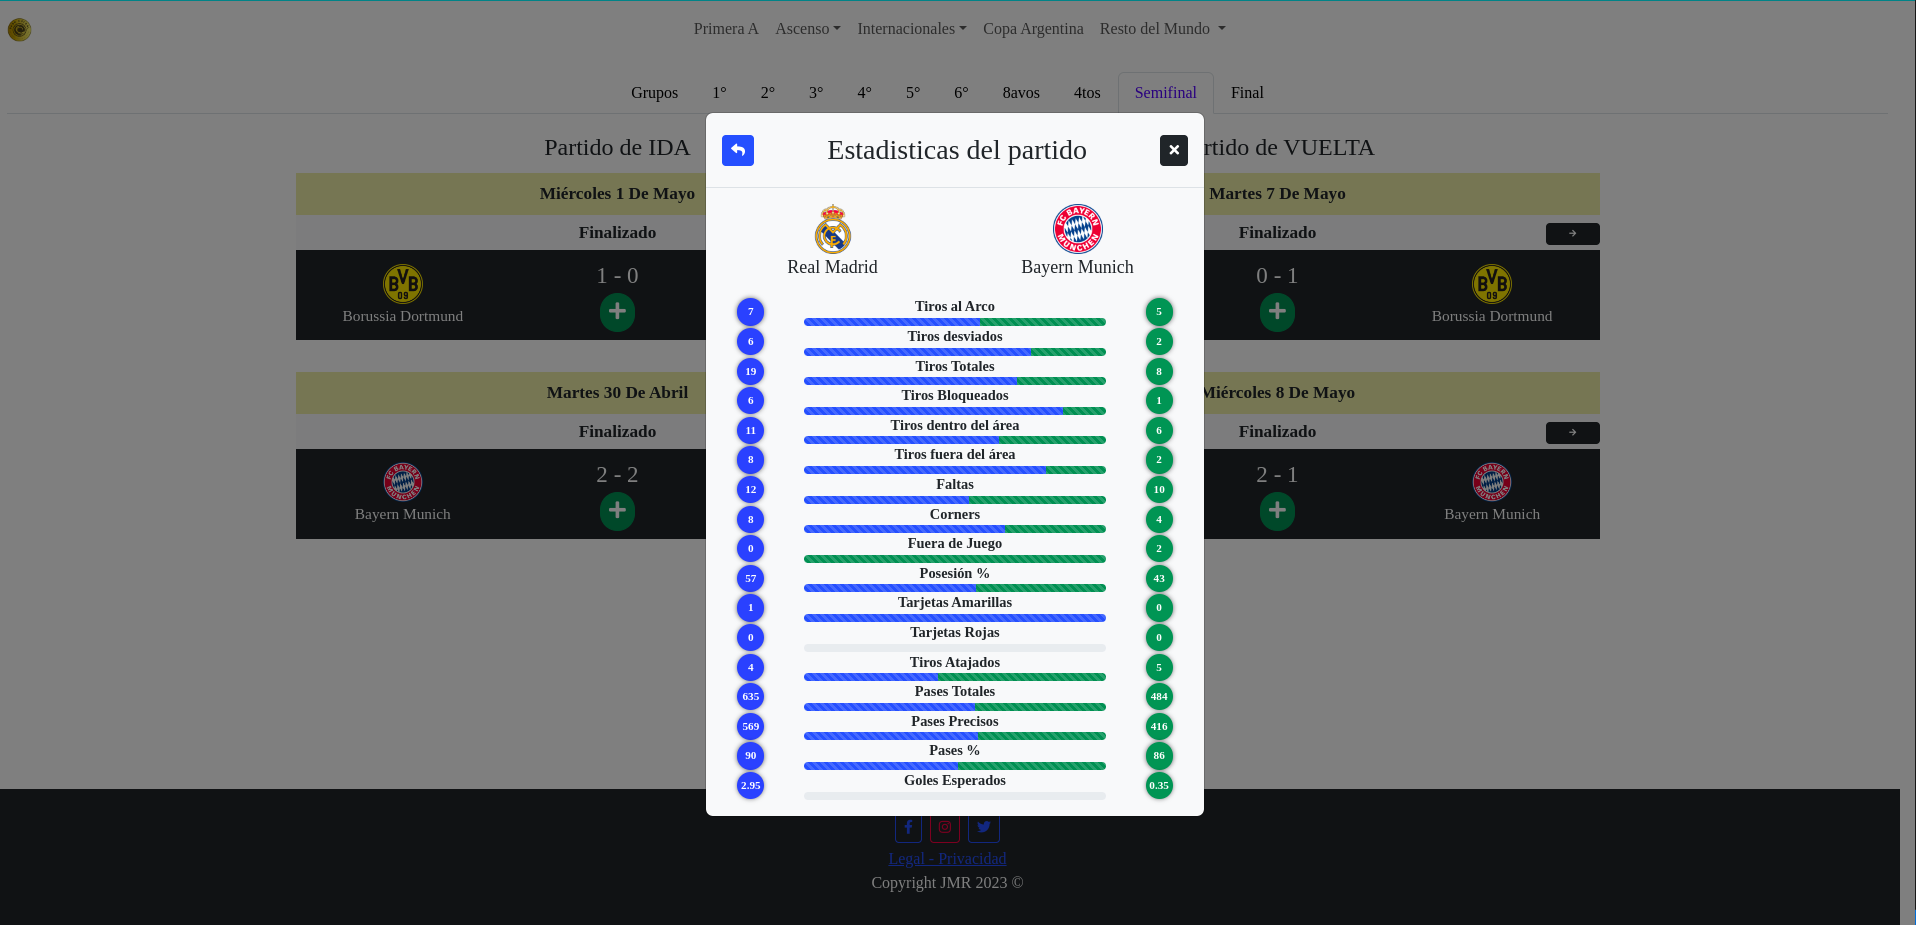 Primera A Ascenso Internacionales Copa Argentina Resto del Mundo
Grupos 1° 2° 3° 4° 5° 6° 8avos 4tos Semifinal Final
Partido de IDA
rtido de VUELTA
Miércoles 1 De Mayo
Martes 7 De Mayo
Finalizado
Finalizado
Borussia Dortmund
1 - 0
0 - 1
Borussia Dortmund
Martes 30 De Abril
Miércoles 8 De Mayo
Finalizado
Finalizado
Bayern Munich
2 - 2
2 - 1
Bayern Munich
Estadisticas del partido
FC BAYERN
MÜNCHEN
Real Madrid
Bayern Munich
7 Tiros al Arco 5
6 Tiros desviados 2
19 Tiros Totales 8
6 Tiros Bloqueados 1
11 Tiros dentro del área 6
8 Tiros fuera del área 2
12 Faltas 10
8 Corners 4
0 Fuera de Juego 2
57 Posesión % 43
1 Tarjetas Amarillas 0
0 Tarjetas Rojas 0
4 Tiros Atajados 5
635 Pases Totales 484
569 Pases Precisos 416
90 Pases % 86
2.95 Goles Esperados 0.35
Legal - Privacidad
Copyright JMR 2023 ©